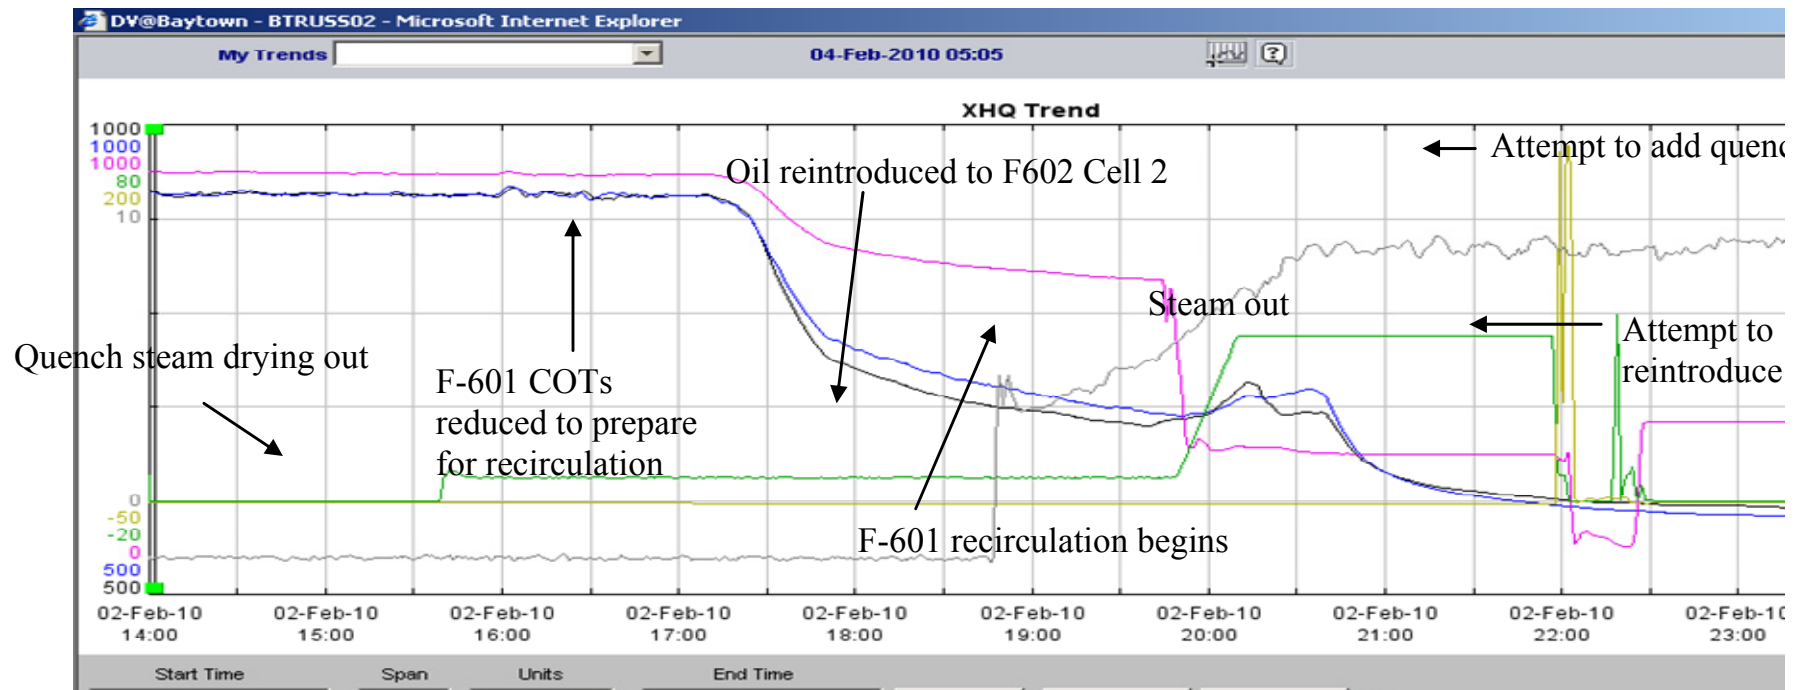 DV@Baytown - BTRUS502 - Microsoft Internet Explorer
My Trends
04-Feb-2010 05:05
XHQ Trend
1000
1000
1000
80
200
10
0
-50
-20
0
500
500
Attempt to add quenc
Oil reintroduced to F602 Cell 2
Steam out
Attempt to
reintroduce
Quench steam drying out
F-601 COTs
reduced to prepare
for recirculation
F-601 recirculation begins
02-Feb-10 02-Feb-10 02-Feb-10 02-Feb-10 02-Feb-10 02-Feb-10 02-Feb-10 02-Feb-10 02-Feb-10 02-Feb-10
14:00 15:00 16:00 17:00 18:00 19:00 20:00 21:00 22:00 23:00
Start Time Span Units End Time